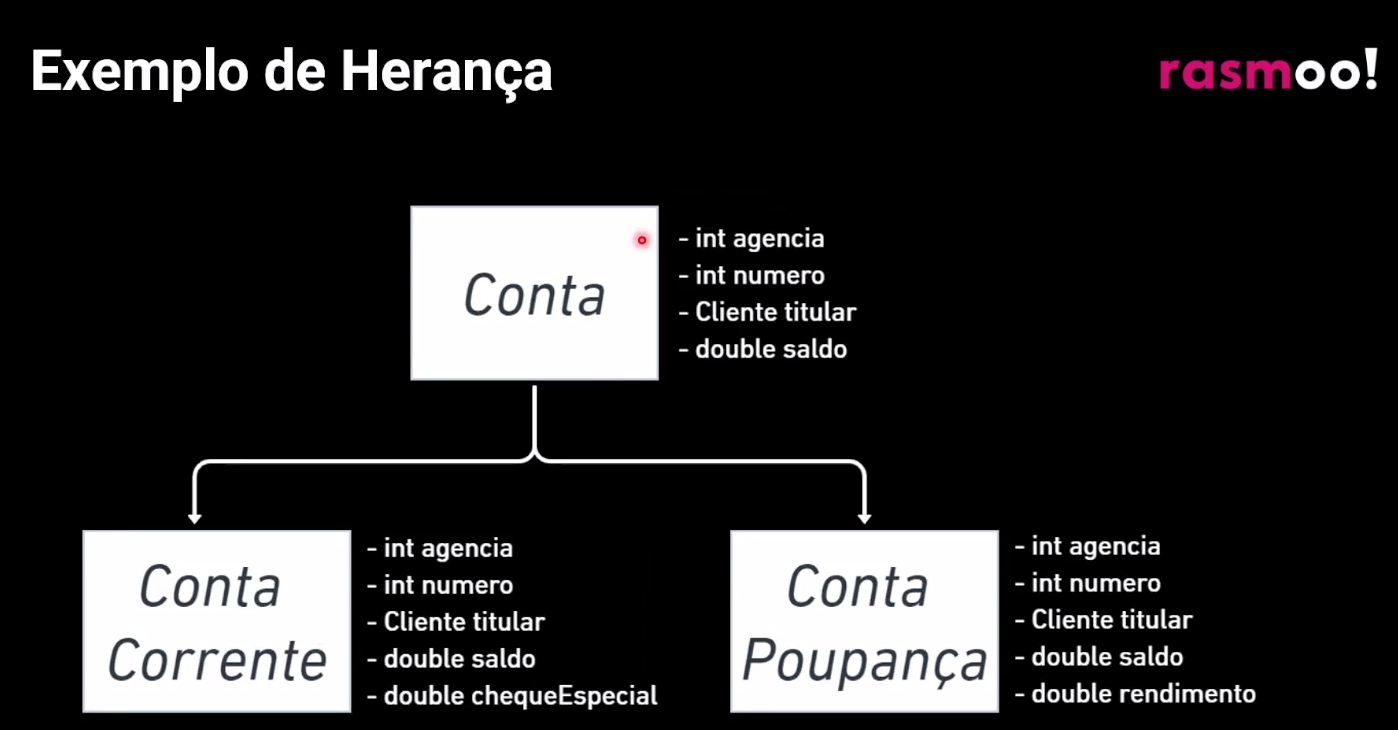 Exemplo de Herança
rasmoo!
Conta
- int agencia
- int numero
- Cliente titular
- double saldo
Conta
Corrente
- int agencia
- int numero
- Cliente titular
- double saldo
- double chequeEspecial
Conta
Poupança
- int agencia
- int numero
- Cliente titular
- double saldo
- double rendimento